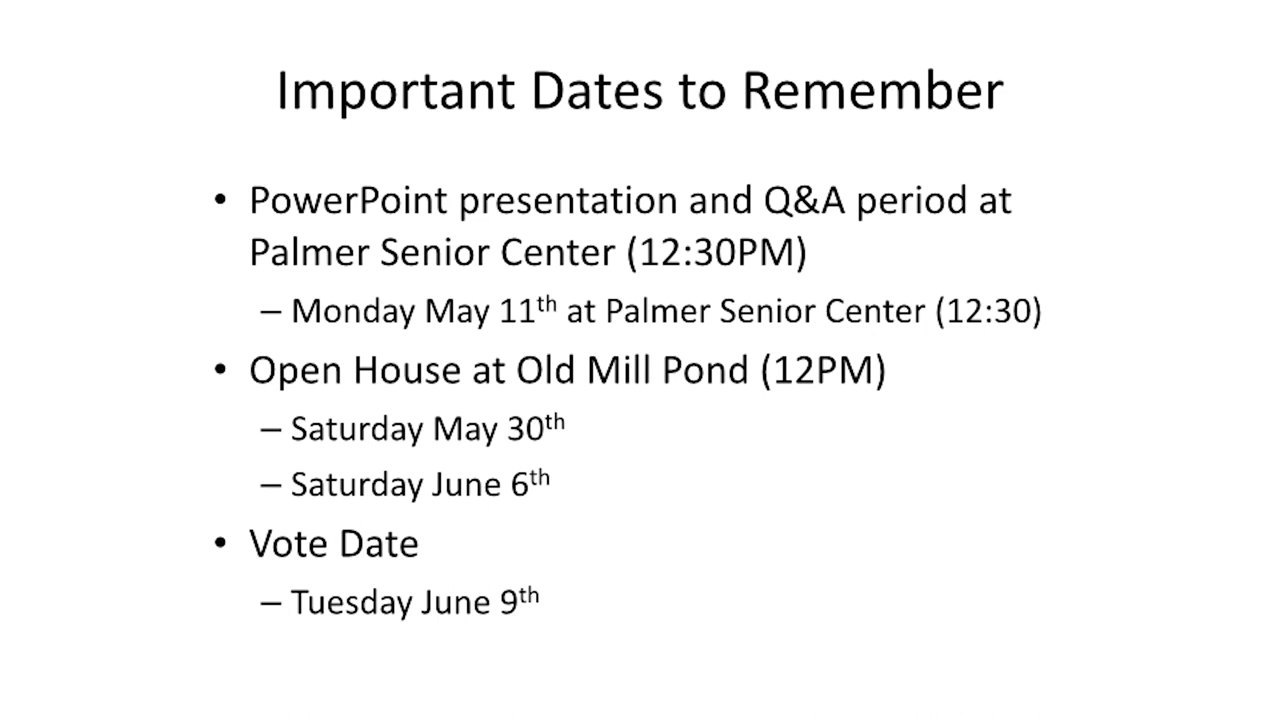 Important Dates to Remember
• PowerPoint presentation and Q&A period at
Palmer Senior Center (12:30PM)
– Monday May 11th at Palmer Senior Center (12:30)
• Open House at Old Mill Pond (12PM)
– Saturday May 30th
– Saturday June 6th
• Vote Date
– Tuesday June 9th